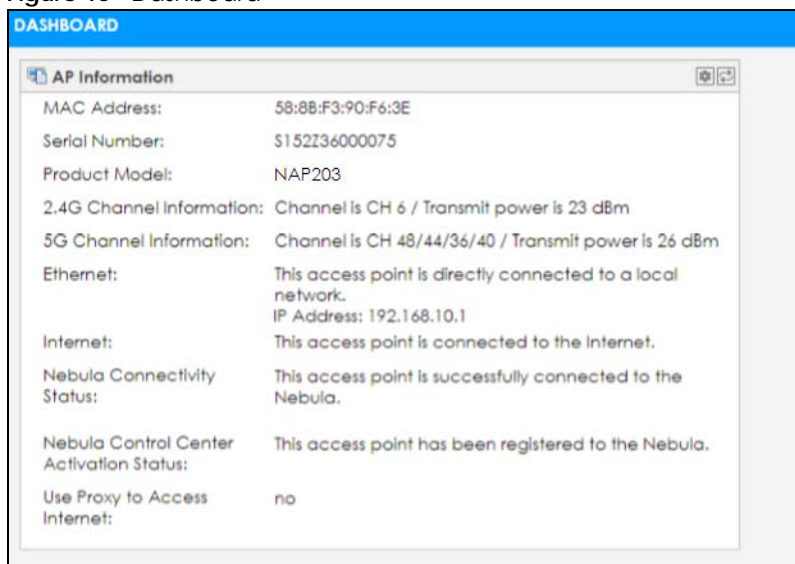 DASHBOARD
AP Information
MAC Address: 58:8B:F3:90:F6:3E
Serial Number: S152Z36000075
Product Model: NAP203
2.4G Channel Information: Channel is CH 6 / Transmit power is 23 dBm
5G Channel Information: Channel is CH 48/44/36/40 / Transmit power is 26 dBm
Ethernet: This access point is directly connected to a local
network.
IP Address: 192.168.10.1
Internet: This access point is connected to the Internet.
Nebula Connectivity This access point is successfully connected to the
Status: Nebula.
Nebula Control Center This access point has been registered to the Nebula.
Activation Status:
Use Proxy to Access no
Internet: